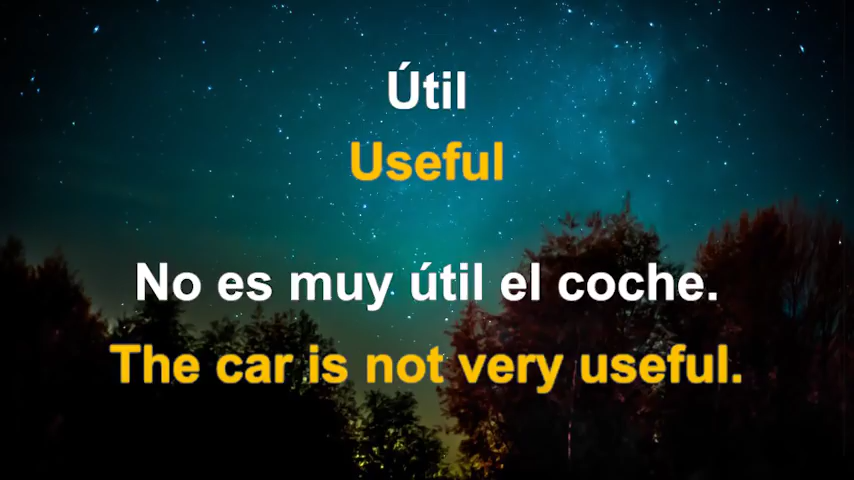 Útil
Useful
No es muy útil el coche.
The car is not very useful.